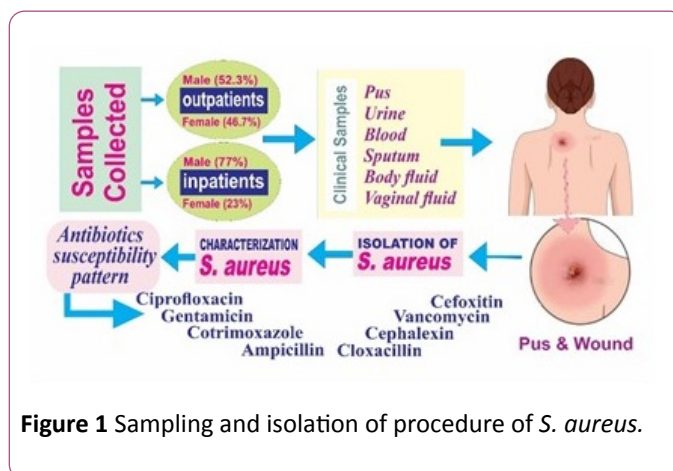 Samples
Collected
Male (52.3%)
outpatients
Female (46.7%)
Male (77%)
inpatients
Female (23%)
Clinical Samples
Pus
Urine
Blood
Sputum
Body fluid
Vaginal fluid
Pus & Wound
ISOLATION OF
S. aureus
CHARACTERIZATION
S. aureus
Antibiotics
susceptibility
pattern
Ciprofloxacin
Gentamicin
Cotrimoxazole
Ampicillin
Cefoxitin
Vancomycin
Cephalexin
Cloxacillin
Figure 1 Sampling and isolation of procedure of S. aureus.